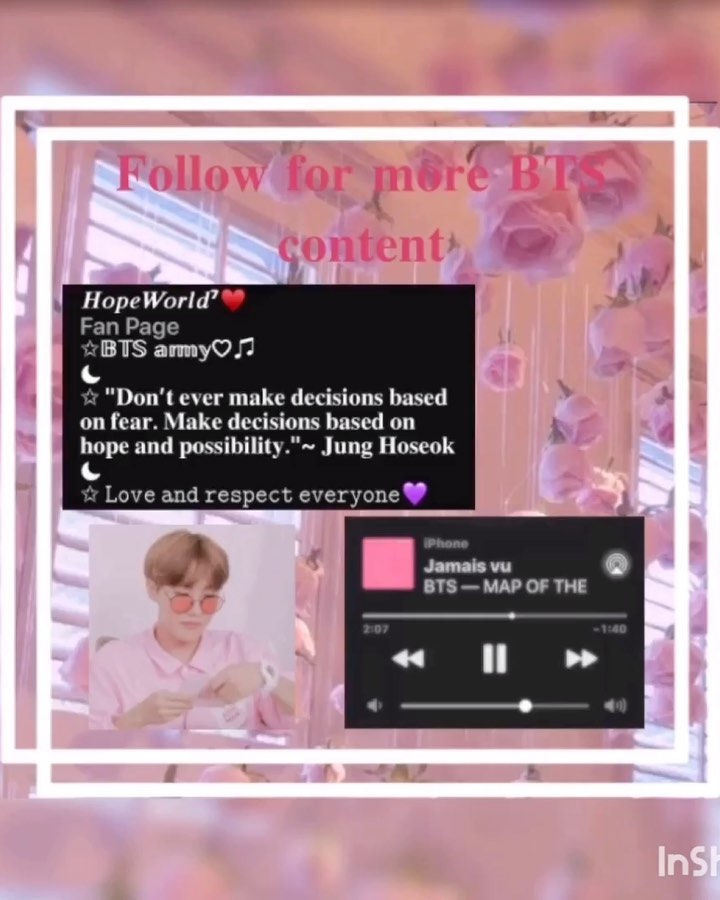 Follow for more BTS
content
HopeWorld⁷❤️
Fan Page
☆𝔹𝕋𝕊 𝕒𝕣𝕞𝕪♡♫
☆ "Don't ever make decisions based
on fear. Make decisions based on
hope and possibility."~ Jung Hoseok
☆ Love and respect everyone💜
iPhone
Jamais vu
BTS — MAP OF THE
2:07 -1:40
InSh